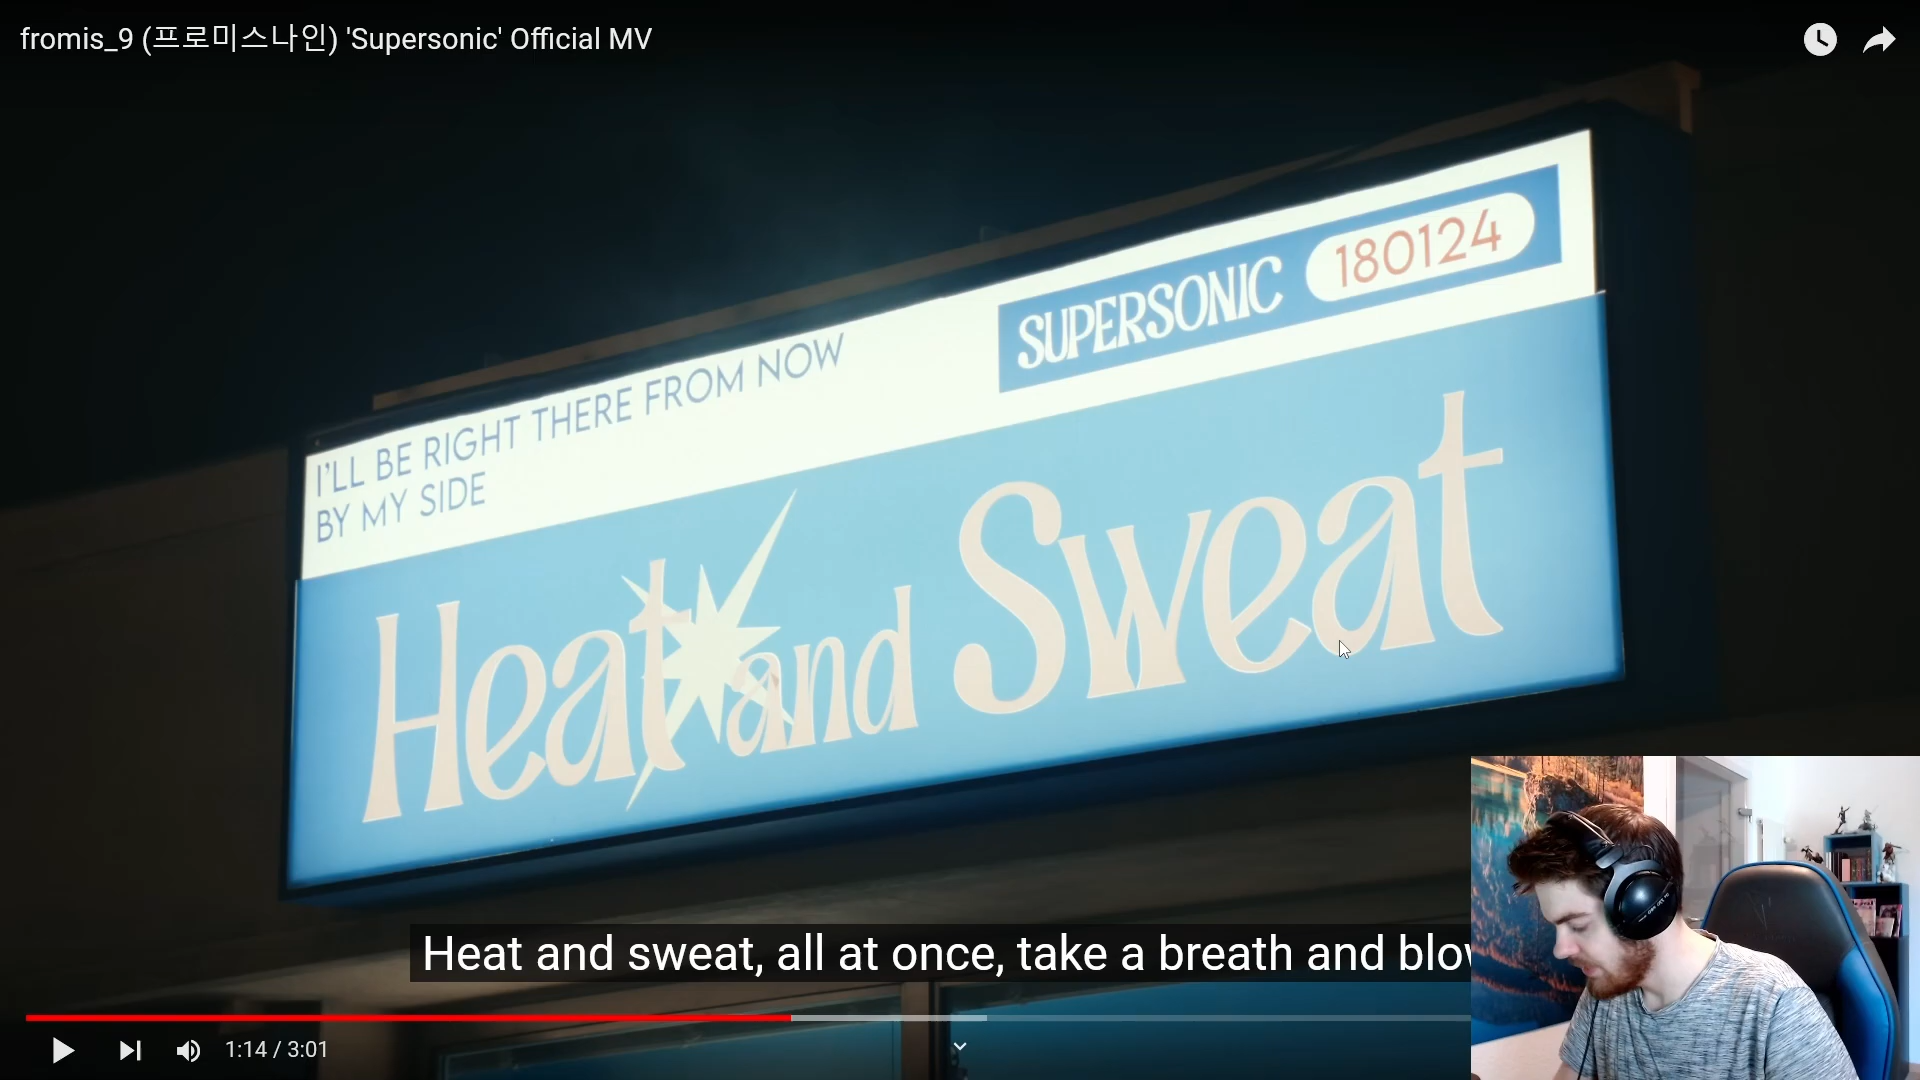 fromis_9 (프로미스나인) 'Supersonic' Official MV
SUPERSONIC 180124
I'LL BE RIGHT THERE FROM NOW
BY MY SIDE
Heat and Sweat
Heat and sweat, all at once, take a breath and
1:14 / 3:01